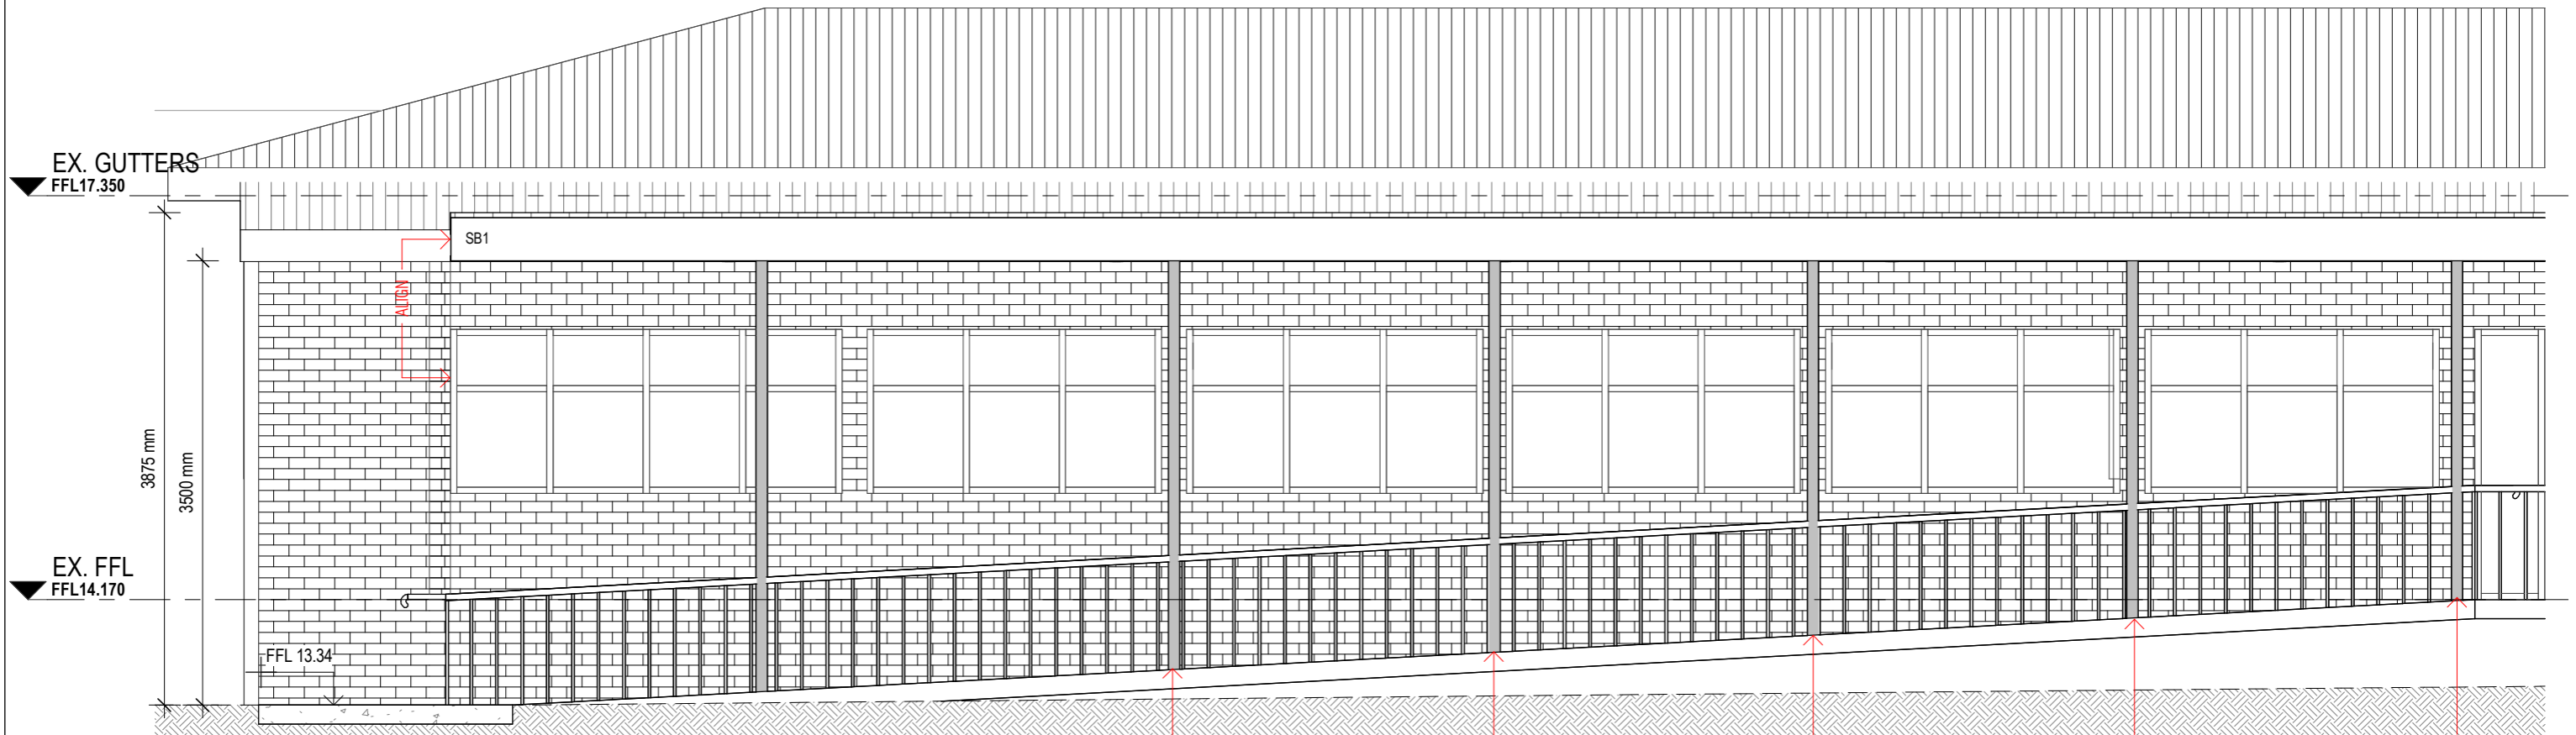 EX. GUTTERS
FFL17.350
SB1
ALIGN
3875 mm
3500 mm
EX. FFL
FFL14.170
FFL 13.34